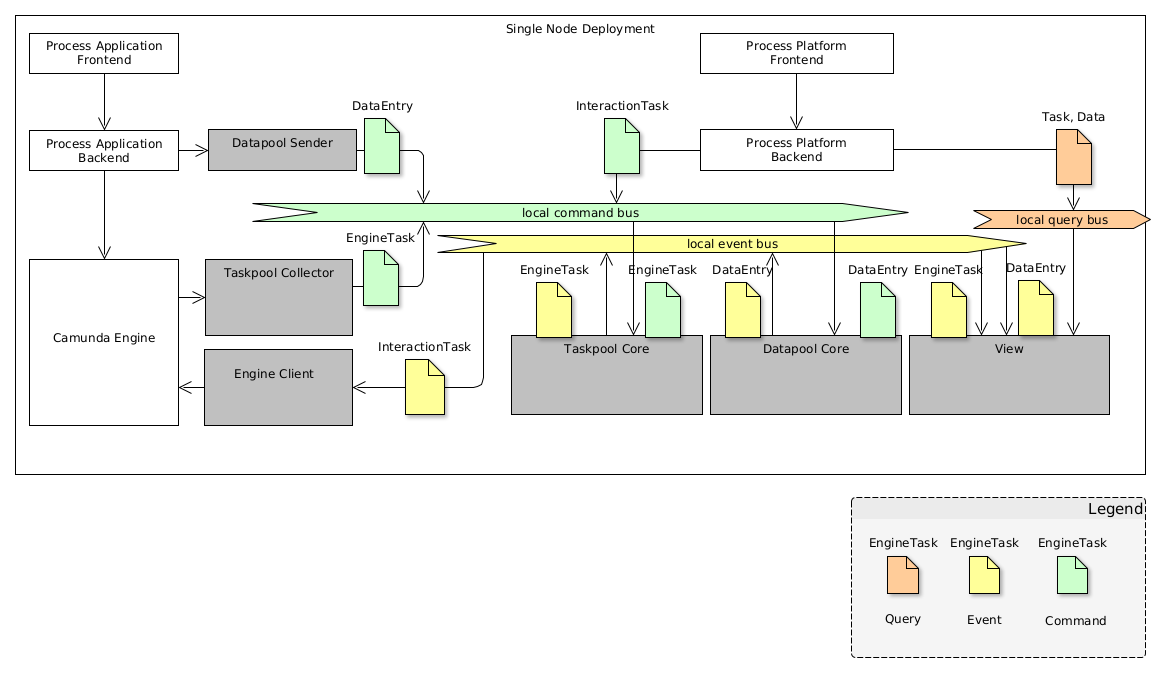 Single Node Deployment
Process Application
Frontend
Process Platform
Frontend
DataEntry
InteractionTask
Task, Data
Process Application
Backend
Datapool Sender
Process Platform
Backend
local command bus
local query bus
EngineTask
local event bus
Taskpool Collector
EngineTask
EngineTask
DataEntry
DataEntry
EngineTask
DataEntry
Camunda Engine
InteractionTask
Taskpool Core
Datapool Core
View
Engine Client
Legend
EngineTask
EngineTask
EngineTask
Query
Event
Command